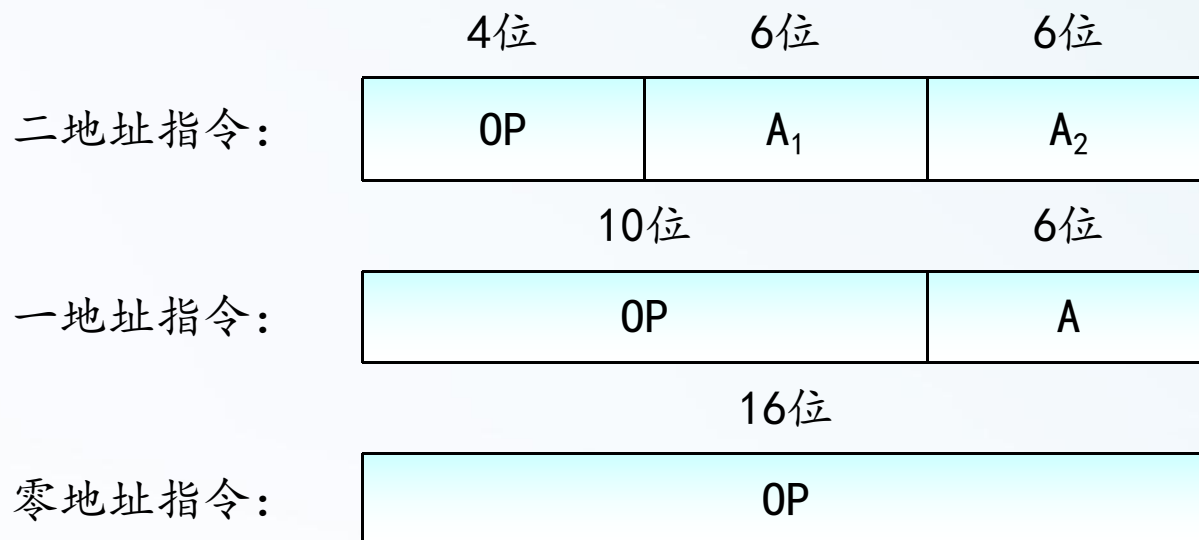 4位 6位 6位
二地址指令: OP A₁ A₂
10位 6位
一地址指令: OP A
16位
零地址指令: OP